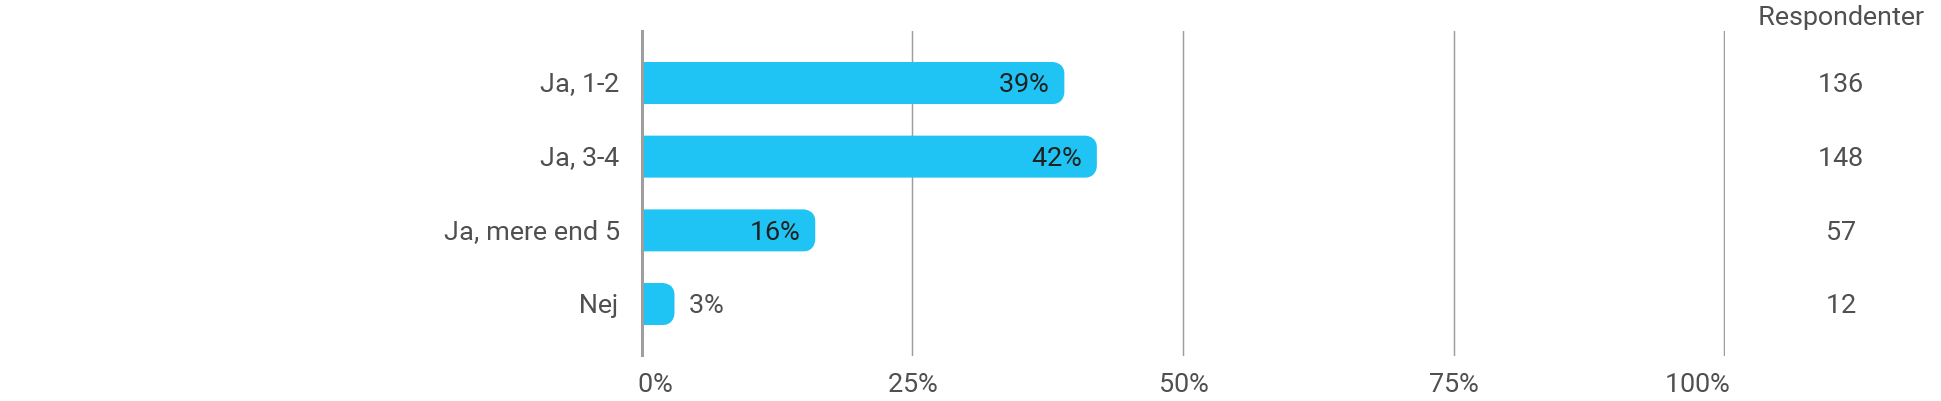 Respondenter
Ja, 1-2 39% 136
Ja, 3-4 42% 148
Ja, mere end 5 16% 57
Nej 3% 12
0% 25% 50% 75% 100%